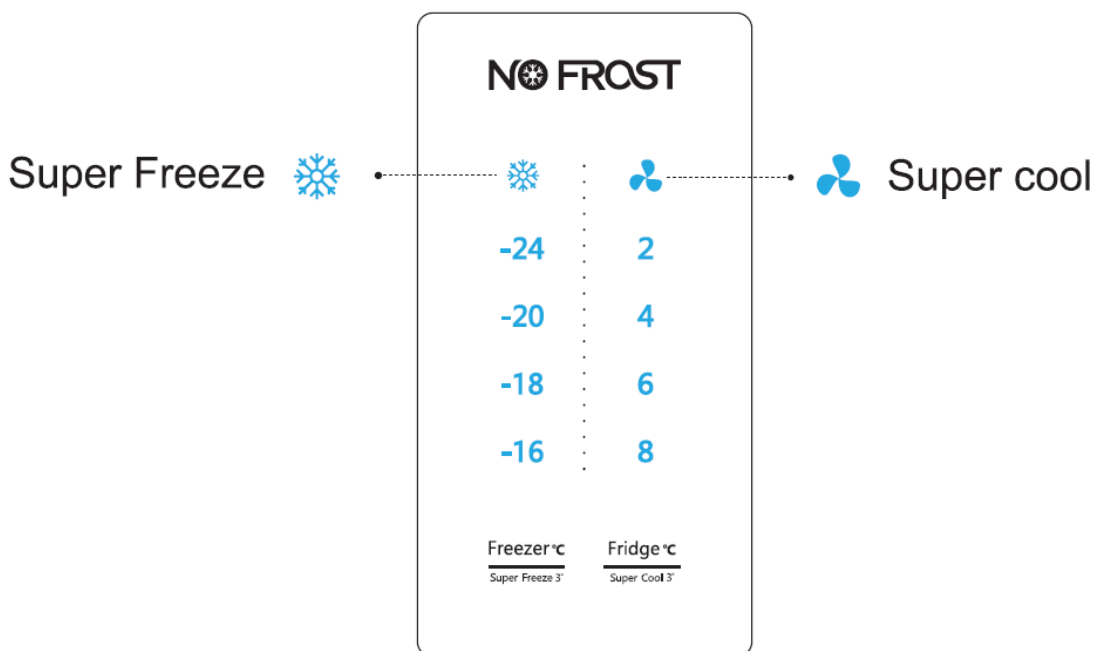 NO FROST
Super Freeze
Super cool
-24 2
-20 4
-18 6
-16 8
Freezer °C Fridge °C
Super Freeze 3" Super Cool 3"